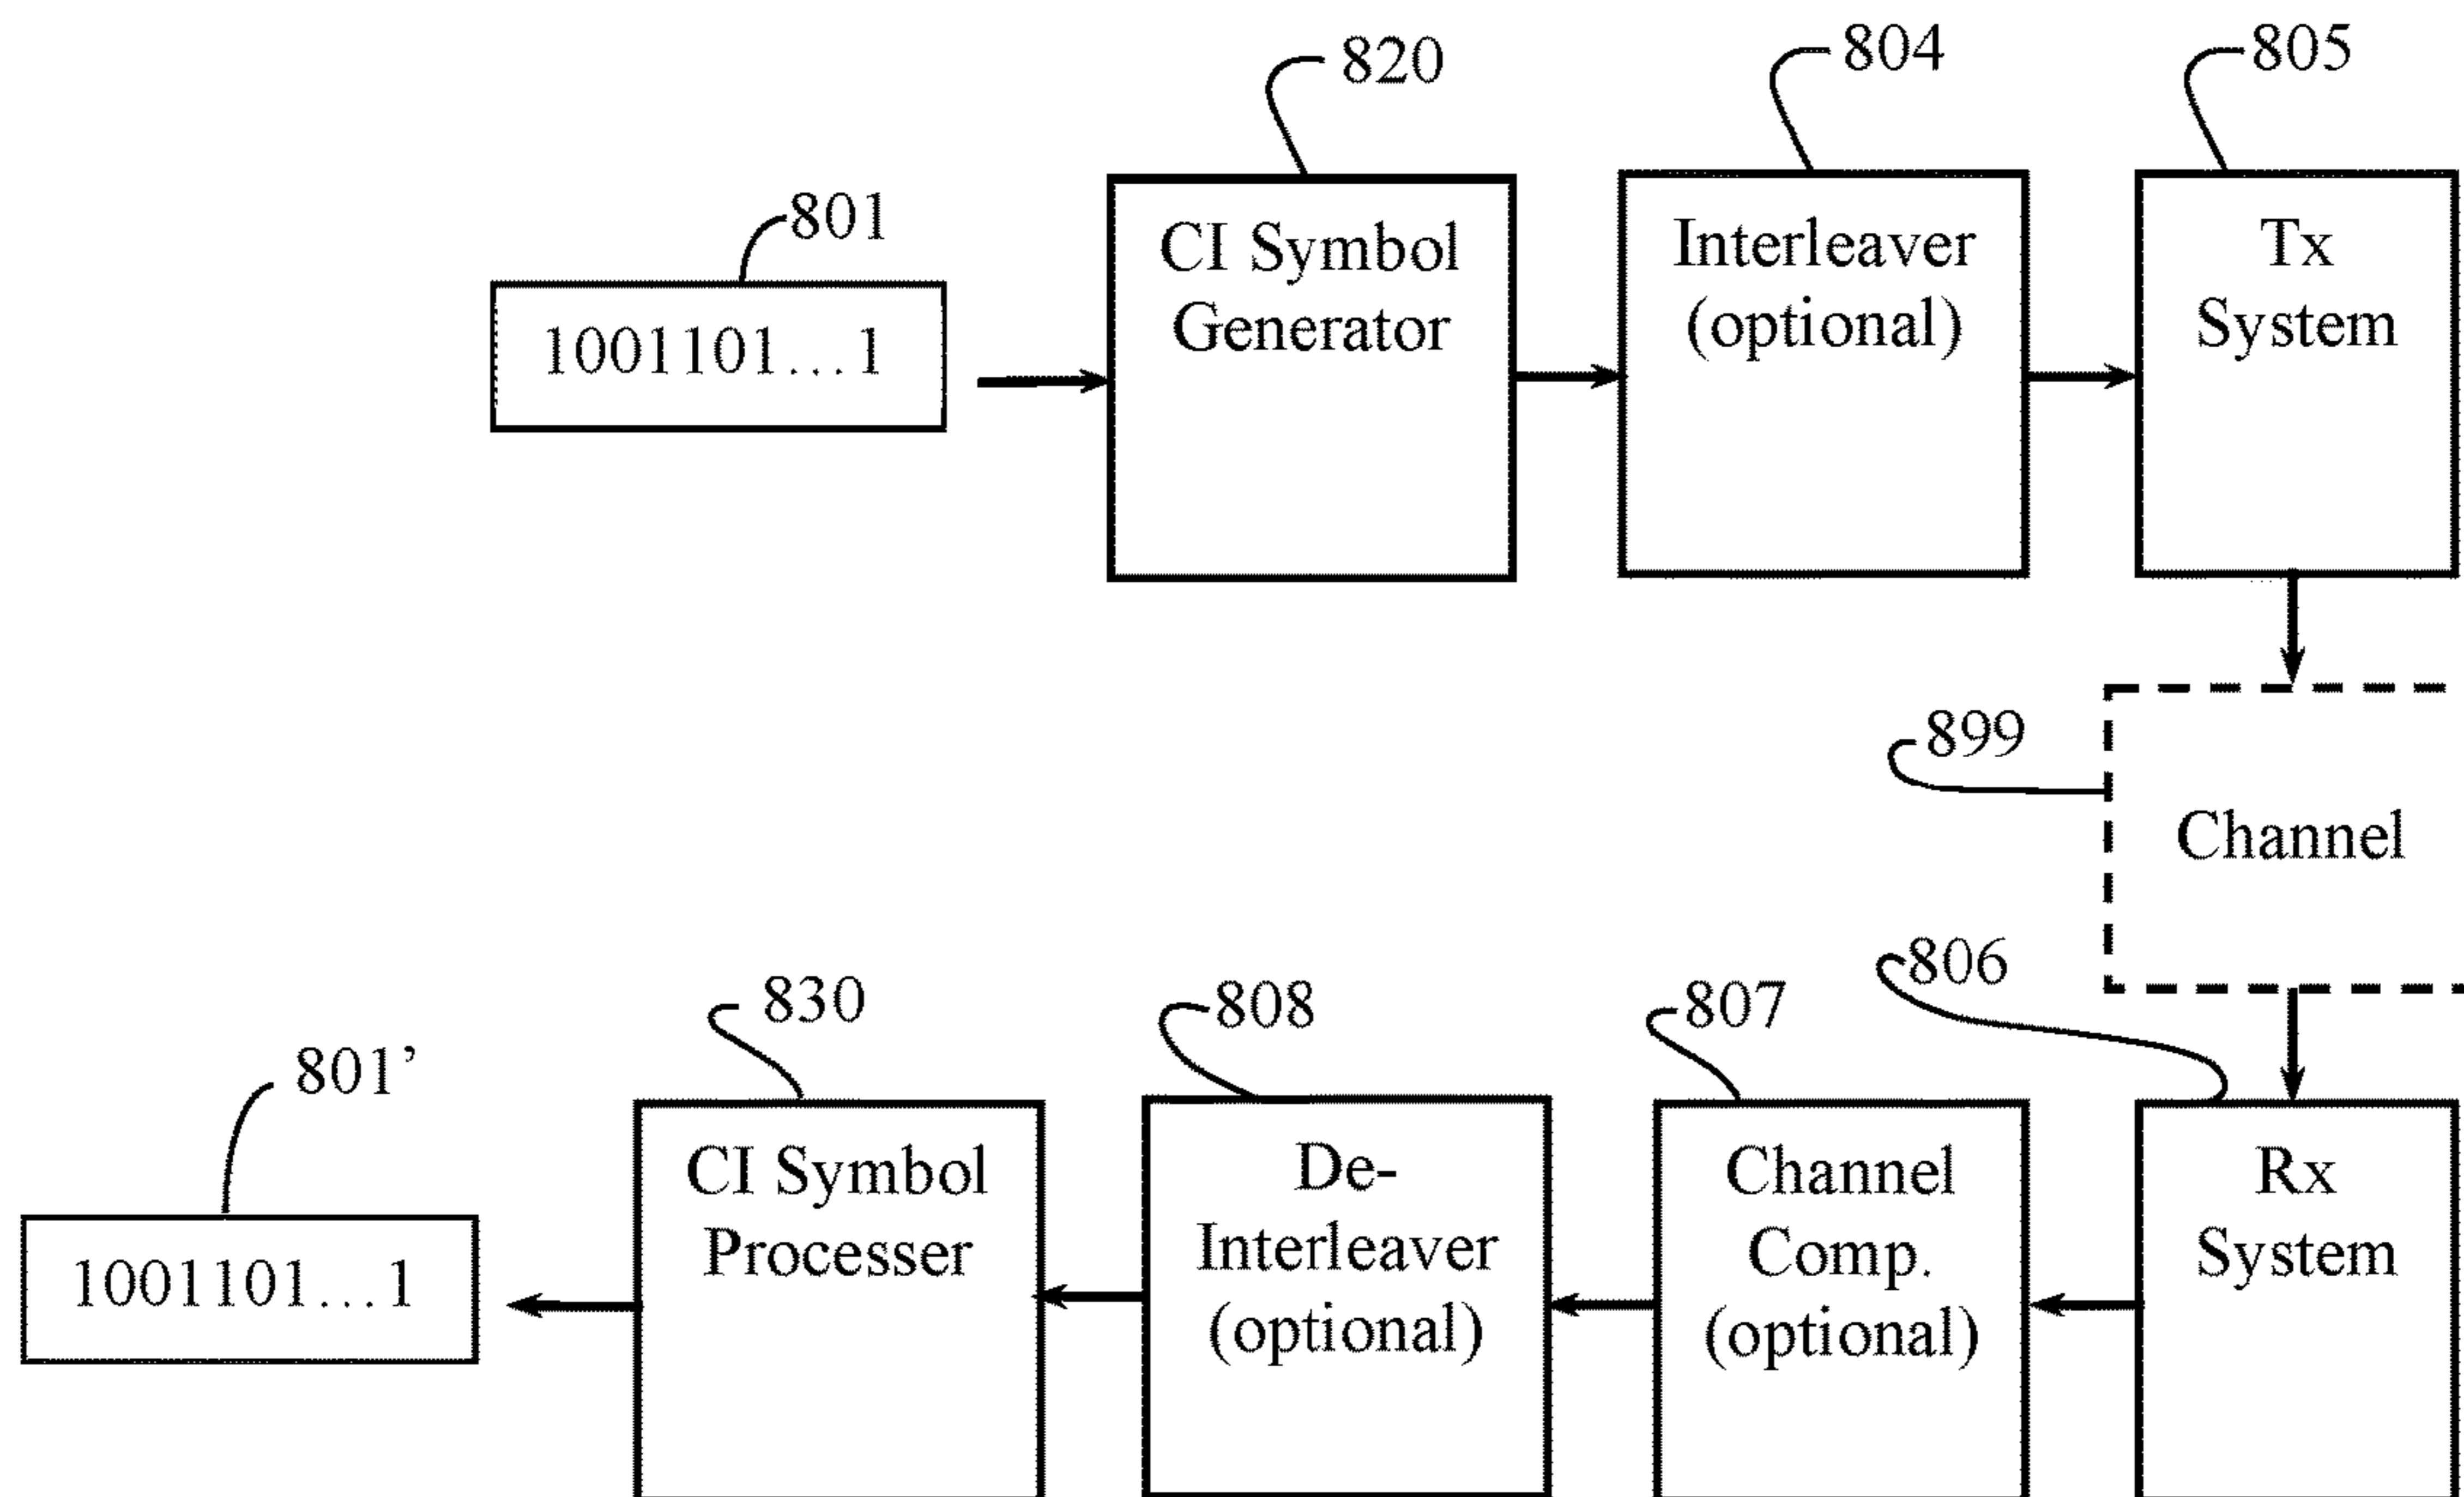 820
804
805
801
CI Symbol
Generator
Interleaver
(optional)
Tx
System
1001101...1
899
Channel
806
830
808
807
801’
CI Symbol
Processer
De-
Interleaver
(optional)
Channel
Comp.
(optional)
Rx
System
1001101...1